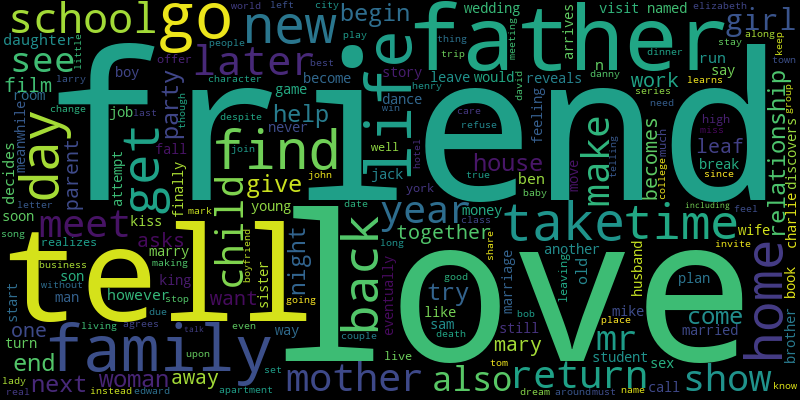 friend
love
tell
father
family
life
find
go
new
take
time
home
day
get
back
school
later
see
meet
year
make
show
return
mother
also
mr
child
give
help
party
work
girl
begin
film
house
relationship
becomes
leaf
come
try
together
night
woman
away
next
end
one
want
asks
mary
parent
world
left
city
wedding
visit named
elizabeth
daughter
little
people
play
thing
trip
meeting
arrives
stay
along
keep
larry
offer
best
character
become
story
leave
would
reveals
n
run
say
dinner
danny
learns
town
room
boy
game
dance
henry
david
series
need
group
change
job
last
though
despite
never
win
care
feeling
high
miss
decides
meanwhile
attempt
fall
join
well
refuse
break
much
since
college
discovers
charlie
finally
john
hotel
jack
true
ben
baby
move
telling
letter
soon
kiss
mark
young
york
date
money
class
including
feel
song
realizes
marry
boyfriend
sister
long
share
another
wife
invite
business
making
king
son
without
stop
going
eventually
good
marriage
leaving
old
husband
plan
brother
book
start
man
however
due
like
sam
still
bob
death
mike
place
married
living
agrees
even
way
couple
student
sex
turn
talk
upon
live
tom
call
must
lady
real
instead
edward
apartment
set
dream
around
name
know